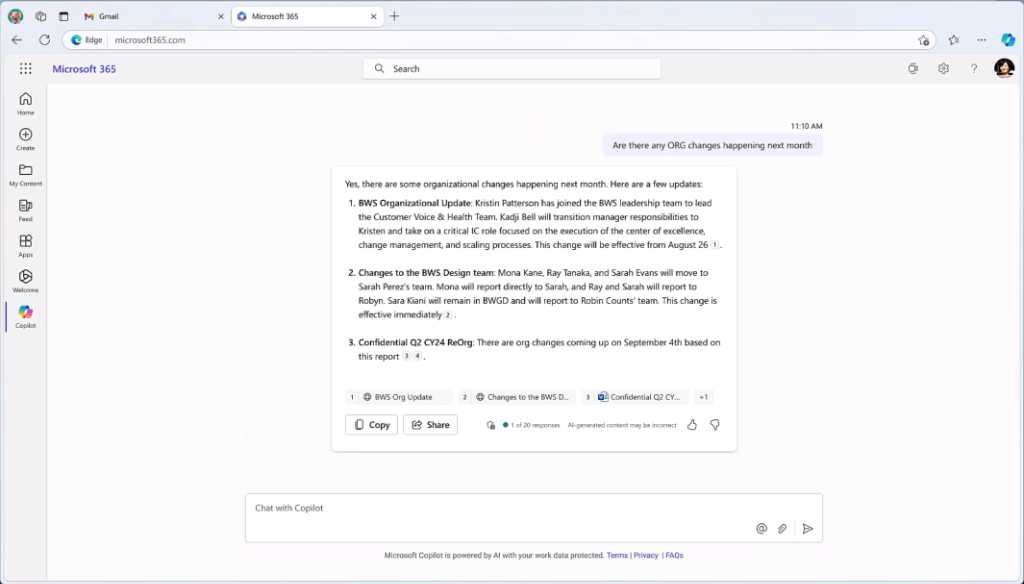 Gmail
Microsoft 365
Edge
microsoft365.com
Microsoft 365
Search
Home
Create
My Content
Feed
Apps
Welcome
Copilot
11:10 AM
Are there any ORG changes happening next month
Yes, there are some organizational changes happening next month. Here are a few updates:
1. BWS Organizational Update: Kristin Patterson has joined the BWS leadership team to lead
the Customer Voice & Health Team. Kadji Bell will transition manager responsibilities to
Kristen and take on a critical IC role focused on the execution of the center of excellence,
change management, and scaling processes. This change will be effective from August 26 1 .
2. Changes to the BWS Design team: Mona Kane, Ray Tanaka, and Sarah Evans will move to
Sarah Perez's team. Mona will report directly to Sarah, and Ray and Sarah will report to
Robyn. Sara Kiani will remain in BWGD and will report to Robin Counts' team. This change is
effective immediately 2 .
3. Confidential Q2 CY24 ReOrg: There are org changes coming up on September 4th based on
this report 3 4 .
1 BWS Org Update 2 Changes to the BWS D... 3 Confidential Q2 CY... +1
Copy Share 1 of 20 responses AI-generated content may be incorrect
Chat with Copilot
Microsoft Copilot is powered by AI with your work data protected. Terms | Privacy | FAQs